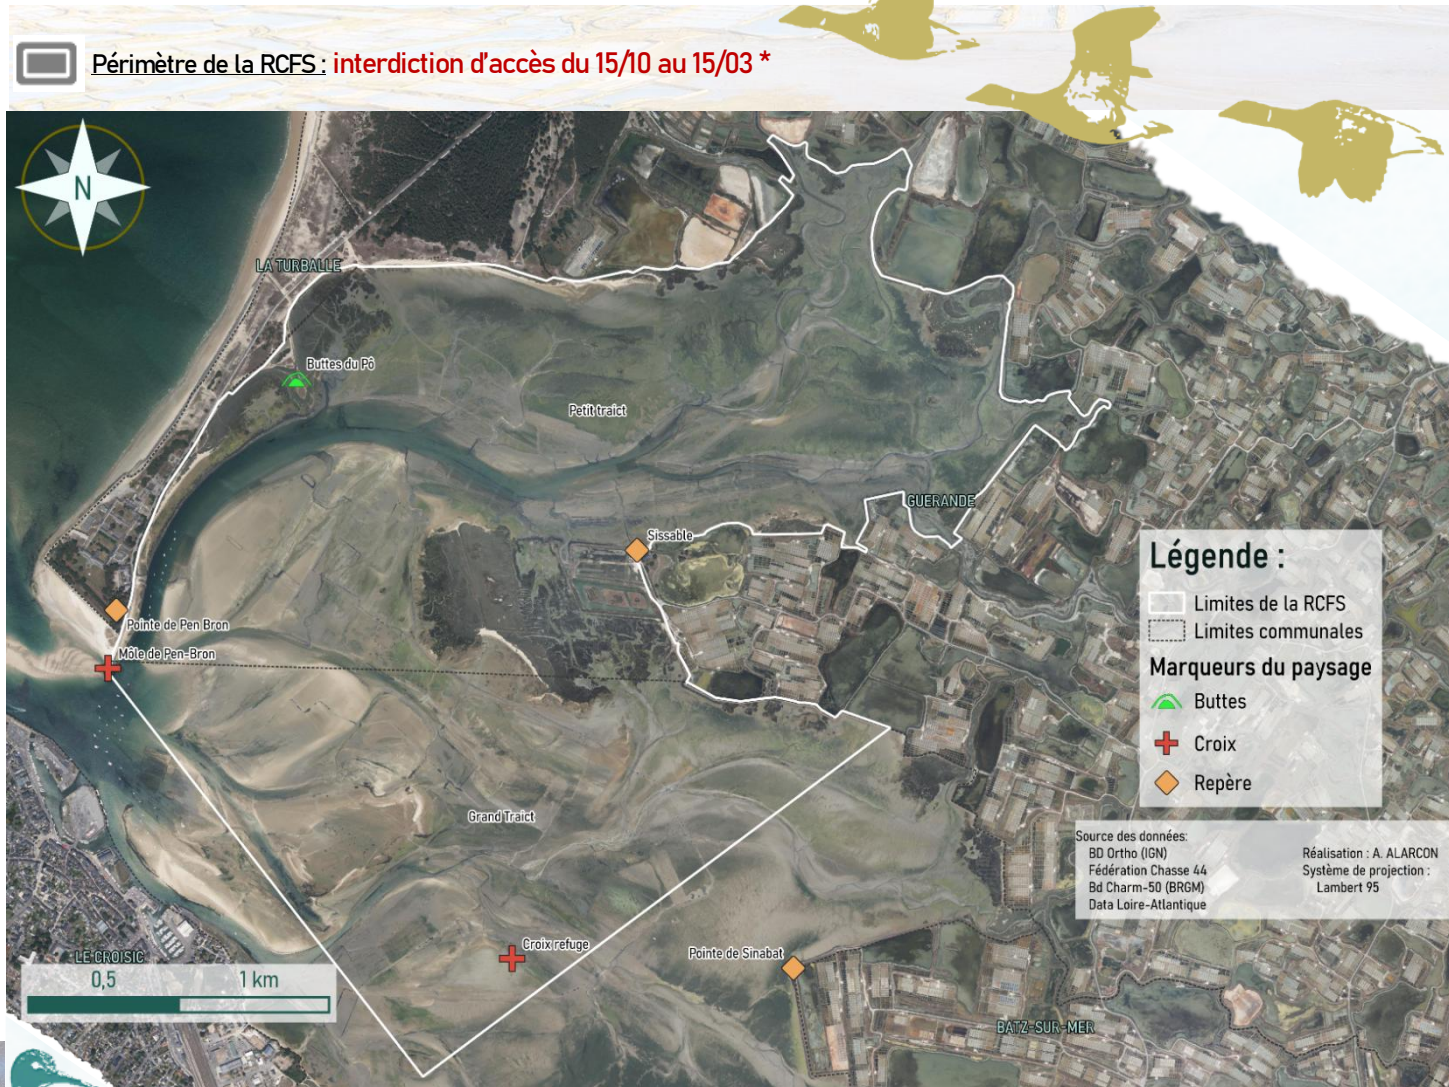 Périmètre de la RCFS : interdiction d'accès du 15/10 au 15/03 *
N
LA TURBALLE
Buttes du Pô
Petit traict
GUERANDE
Sissable
Pointe de Pen Bron
Môle de Pen-Bron
Grand Traict
Croix refuge
Pointe de Sinabat
LE CROISIC
BATZ-SUR-MER
0,5 1 km
Légende :
Limites de la RCFS
Limites communales
Marqueurs du paysage
Buttes
Croix
Repère
Source des données:
BD Ortho (IGN)
Fédération Chasse 44
Bd Charm-50 (BRGM)
Data Loire-Atlantique
Réalisation : A. ALARCON
Système de projection :
Lambert 95